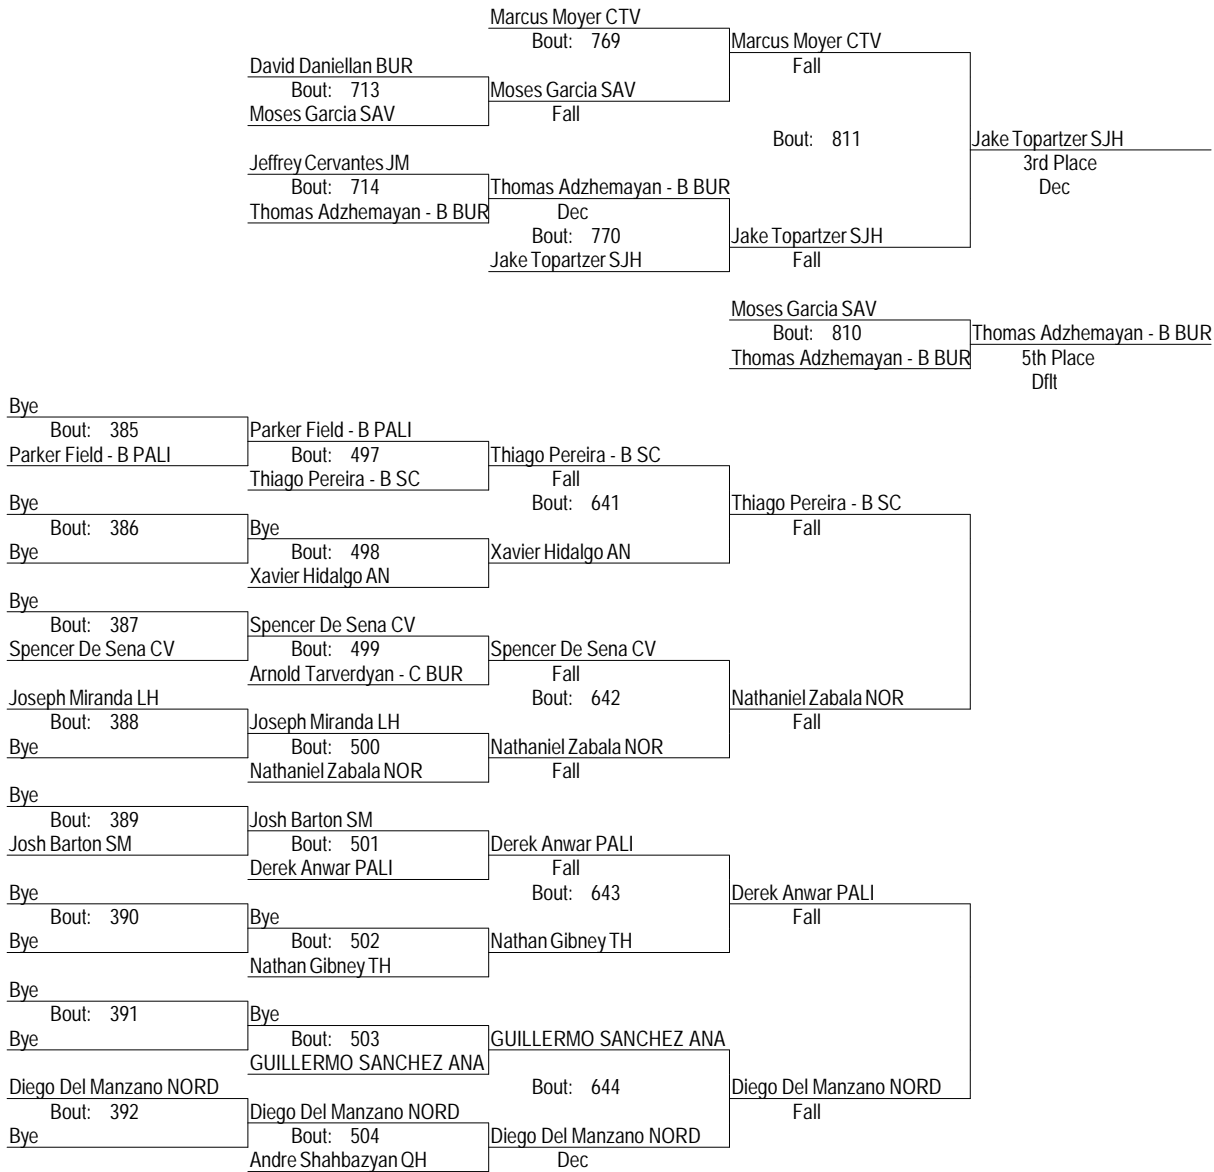 Marcus Moyer CTV
Bout: 769
Marcus Moyer CTV
Fall
David Daniellan BUR
Bout: 713
Moses Garcia SAV
Moses Garcia SAV
Fall
Bout: 811
Jake Topartzer SJH
3rd Place
Dec
Jeffrey Cervantes JM
Bout: 714
Thomas Adzhemayan - B BUR
Thomas Adzhemayan - B BUR
Dec
Bout: 770
Jake Topartzer SJH
Jake Topartzer SJH
Fall
Moses Garcia SAV
Bout: 810
Thomas Adzhemayan - B BUR
Thomas Adzhemayan - B BUR
5th Place
Dflt
Bye
Bout: 385
Parker Field - B PALI
Parker Field - B PALI
Bout: 497
Thiago Pereira - B SC
Thiago Pereira - B SC
Fall
Bout: 641
Thiago Pereira - B SC
Fall
Bye
Bout: 386
Bye
Bye
Bout: 498
Xavier Hidalgo AN
Xavier Hidalgo AN
Bye
Bout: 387
Spencer De Sena CV
Spencer De Sena CV
Bout: 499
Arnold Tarverdyan - C BUR
Spencer De Sena CV
Fall
Bout: 642
Nathaniel Zabala NOR
Fall
Joseph Miranda LH
Bout: 388
Bye
Joseph Miranda LH
Bout: 500
Nathaniel Zabala NOR
Nathaniel Zabala NOR
Fall
Bye
Bout: 389
Josh Barton SM
Josh Barton SM
Bout: 501
Derek Anwar PALI
Derek Anwar PALI
Fall
Bout: 643
Derek Anwar PALI
Fall
Bye
Bout: 390
Bye
Bye
Bout: 502
Nathan Gibney TH
Nathan Gibney TH
Bye
Bout: 391
Bye
Bye
Bout: 503
GUILLERMO SANCHEZ ANA
GUILLERMO SANCHEZ ANA
Bout: 644
Diego Del Manzano NORD
Fall
Diego Del Manzano NORD
Bout: 392
Bye
Diego Del Manzano NORD
Bout: 504
Andre Shahbazyan QH
Diego Del Manzano NORD
Dec